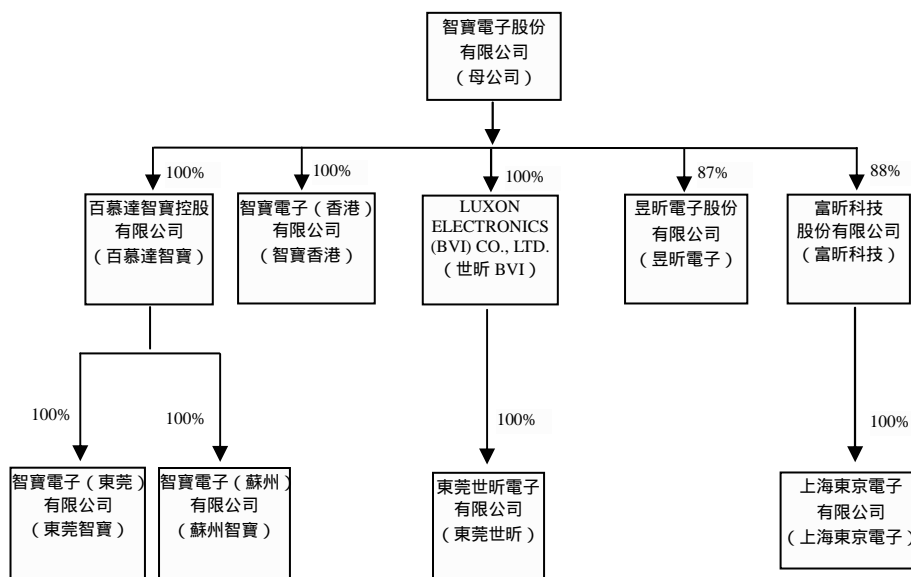 智寶電子股份
有限公司
（母公司）
100%
100%
100%
87%
88%
百慕達智寶控股
有限公司
（百慕達智寶）
智寶電子（香港）
有限公司
（智寶香港）
LUXON
ELECTRONICS
(BVI) CO., LTD.
（世昕 BVI）
昱昕電子股份
有限公司
（昱昕電子）
富昕科技
股份有限公司
（富昕科技）
100%
100%
100%
100%
智寶電子（東莞）
有限公司
（東莞智寶）
智寶電子（蘇州）
有限公司
（蘇州智寶）
東莞世昕電子
有限公司
（東莞世昕）
上海東京電子
有限公司
（上海東京電子）